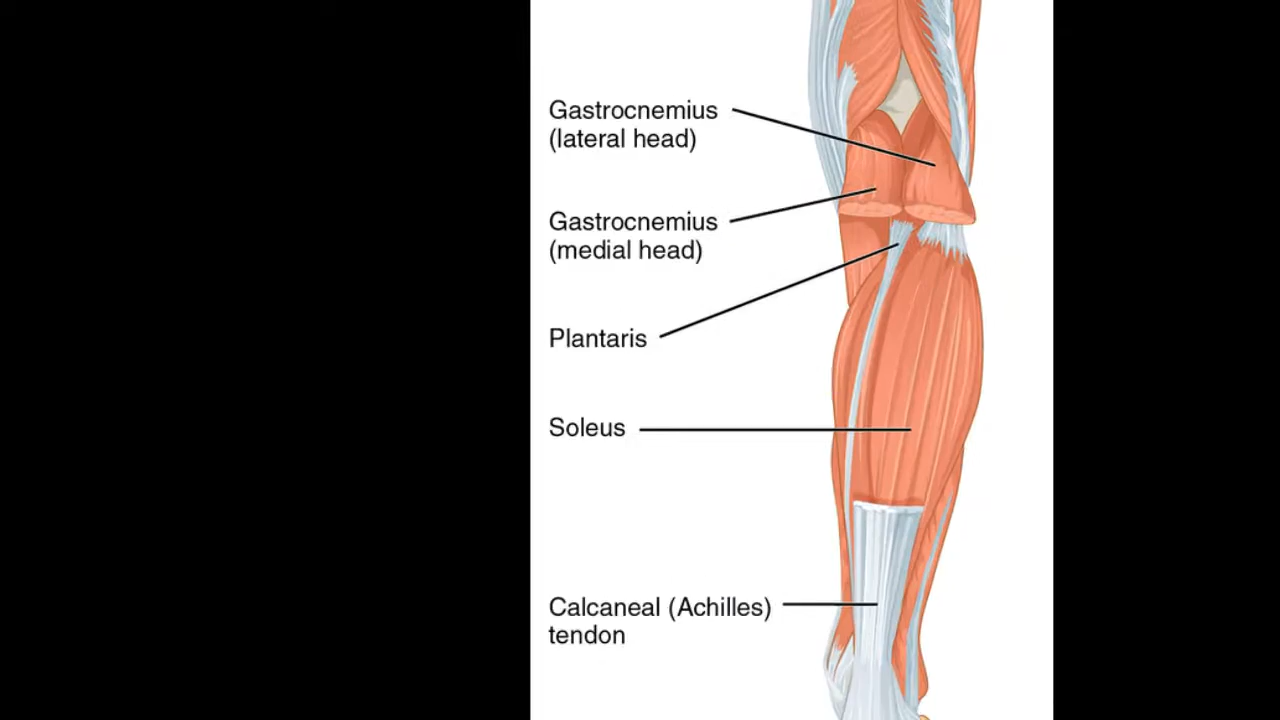 Gastrocnemius
(lateral head)
Gastrocnemius
(medial head)
Plantaris
Soleus
Calcaneal (Achilles)
tendon